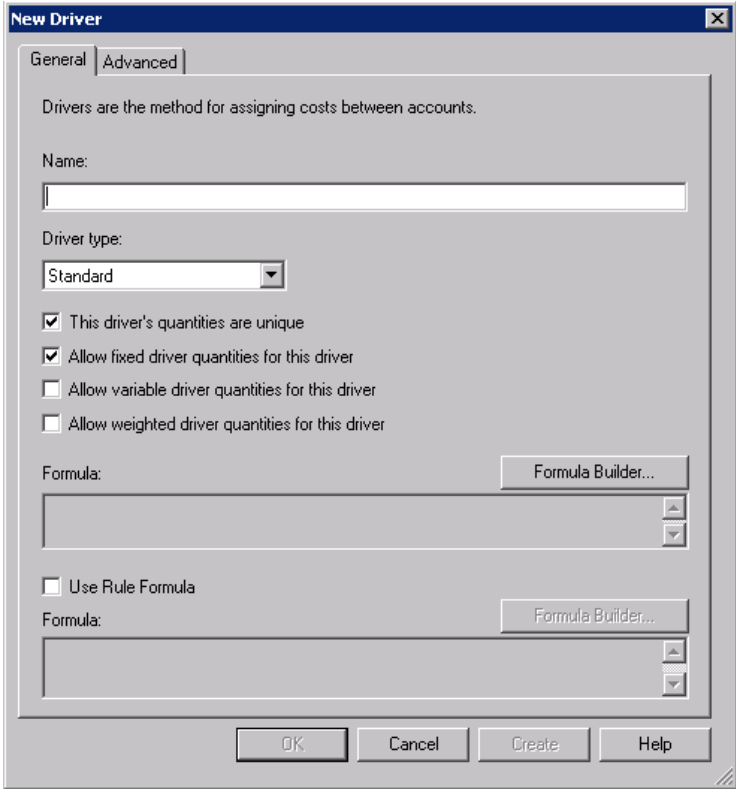 New Driver
General
Advanced
Drivers are the method for assigning costs between accounts.
Name:
Driver type:
Standard
This driver's quantities are unique
Allow fixed driver quantities for this driver
Allow variable driver quantities for this driver
Allow weighted driver quantities for this driver
Formula:
Formula Builder...
Use Rule Formula
Formula:
Formula Builder...
OK
Cancel
Create
Help